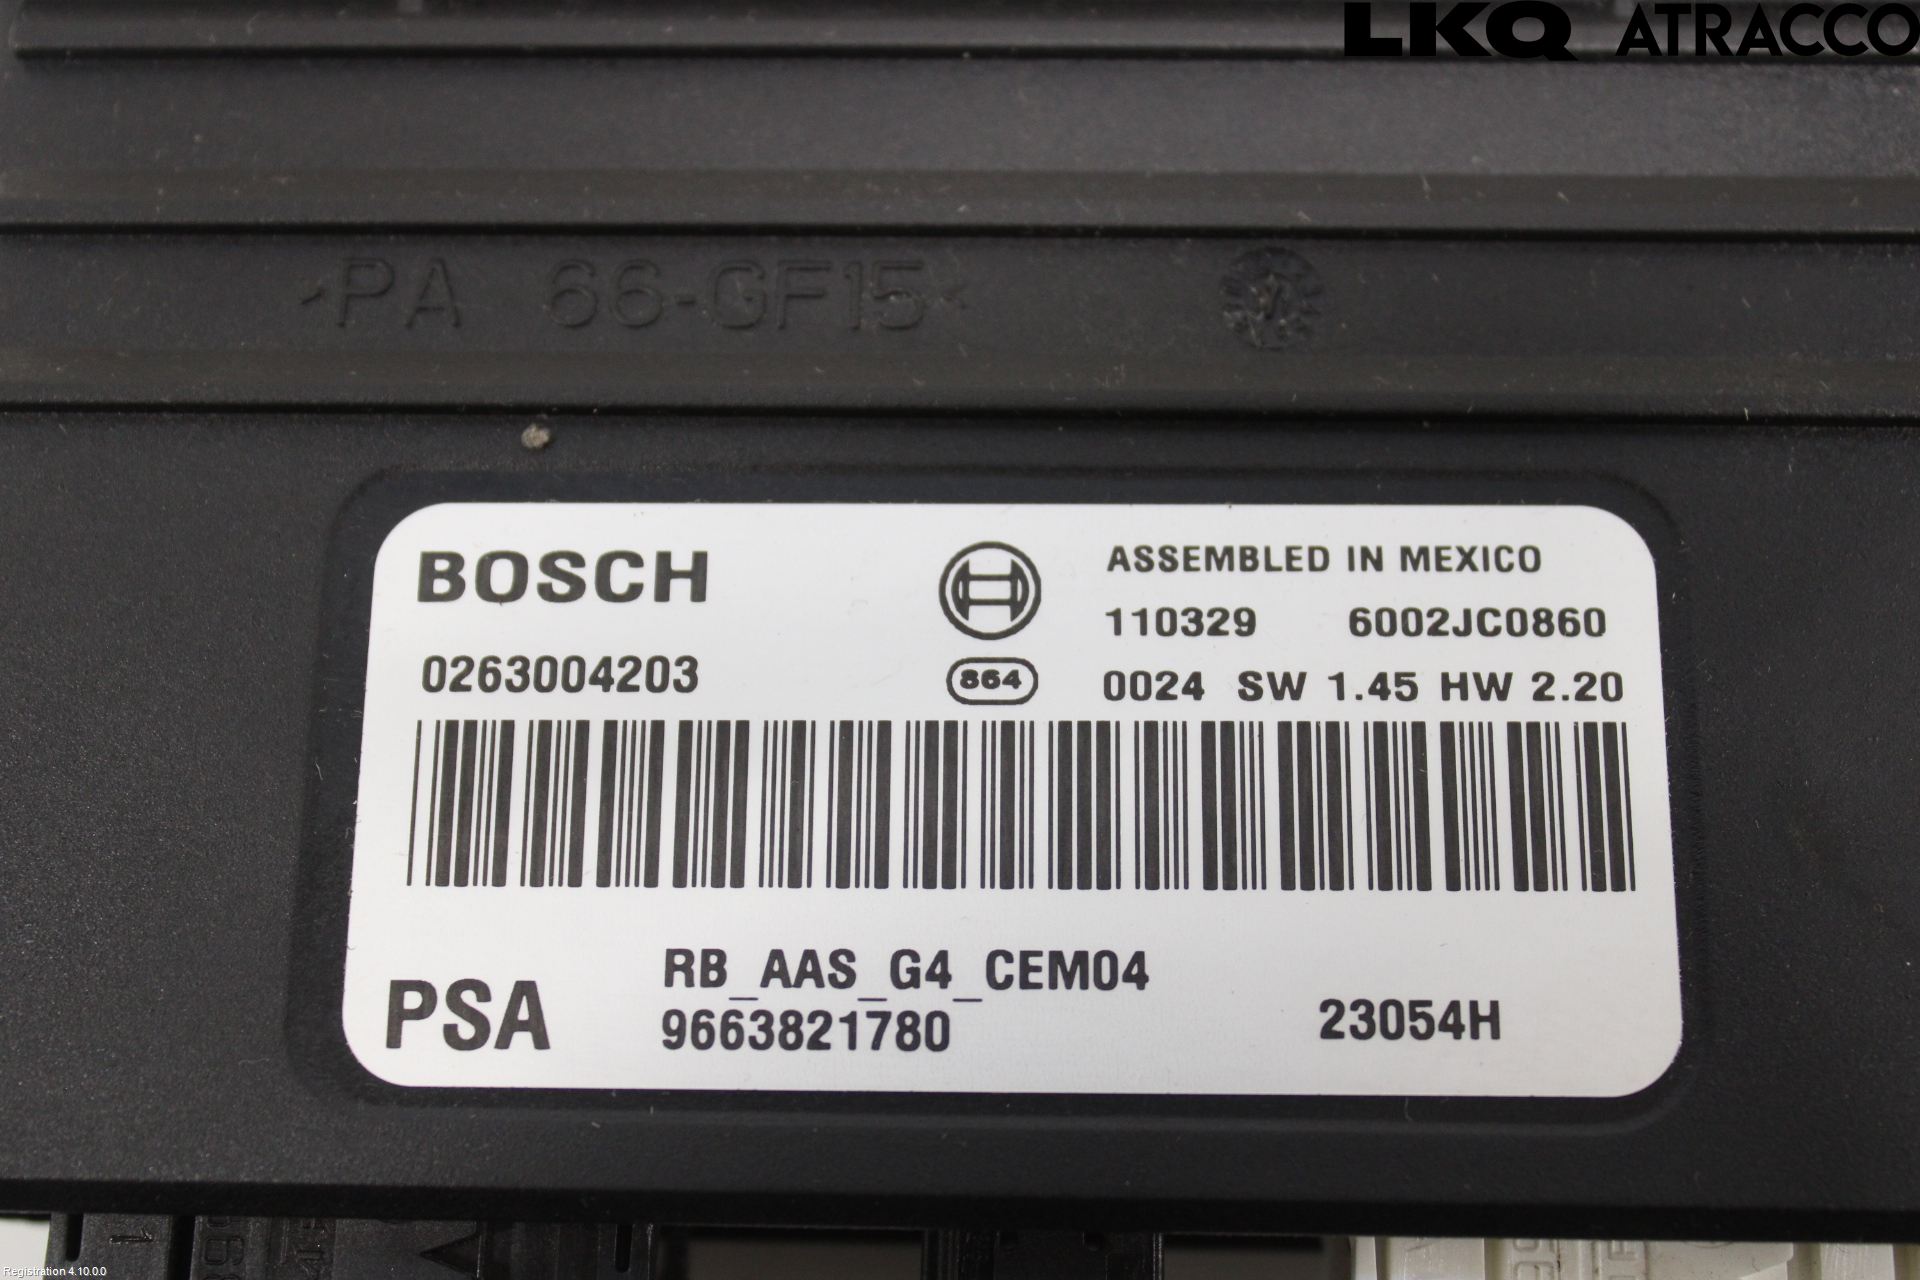 LKQ ATRACCO
>PA 66-GF15<
BOSCH
ASSEMBLED IN MEXICO
110329 6002JC0860
0263004203
864
0024 SW 1.45 HW 2.20
RB_AAS_G4_CEM04
PSA
9663821780
23054H
Registration 4.10.0.0